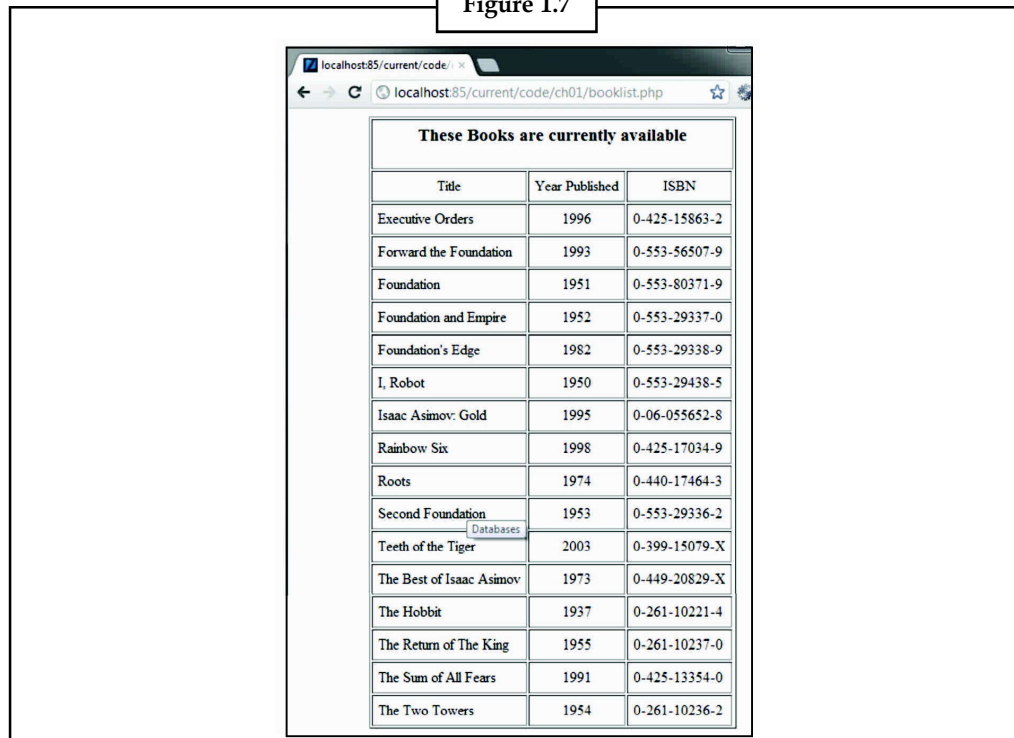 Figure 1.7
localhost:85/current/code/
localhost:85/current/code/ch01/booklist.php
These Books are currently available
Title Year Published ISBN
Executive Orders 1996 0-425-15863-2
Forward the Foundation 1993 0-553-56507-9
Foundation 1951 0-553-80371-9
Foundation and Empire 1952 0-553-29337-0
Foundation's Edge 1982 0-553-29338-9
I, Robot 1950 0-553-29438-5
Isaac Asimov: Gold 1995 0-06-055652-8
Rainbow Six 1998 0-425-17034-9
Roots 1974 0-440-17464-3
Second Foundation 1953 0-553-29336-2
Databases
Teeth of the Tiger 2003 0-399-15079-X
The Best of Isaac Asimov 1973 0-449-20829-X
The Hobbit 1937 0-261-10221-4
The Return of The King 1955 0-261-10237-0
The Sum of All Fears 1991 0-425-13354-0
The Two Towers 1954 0-261-10236-2